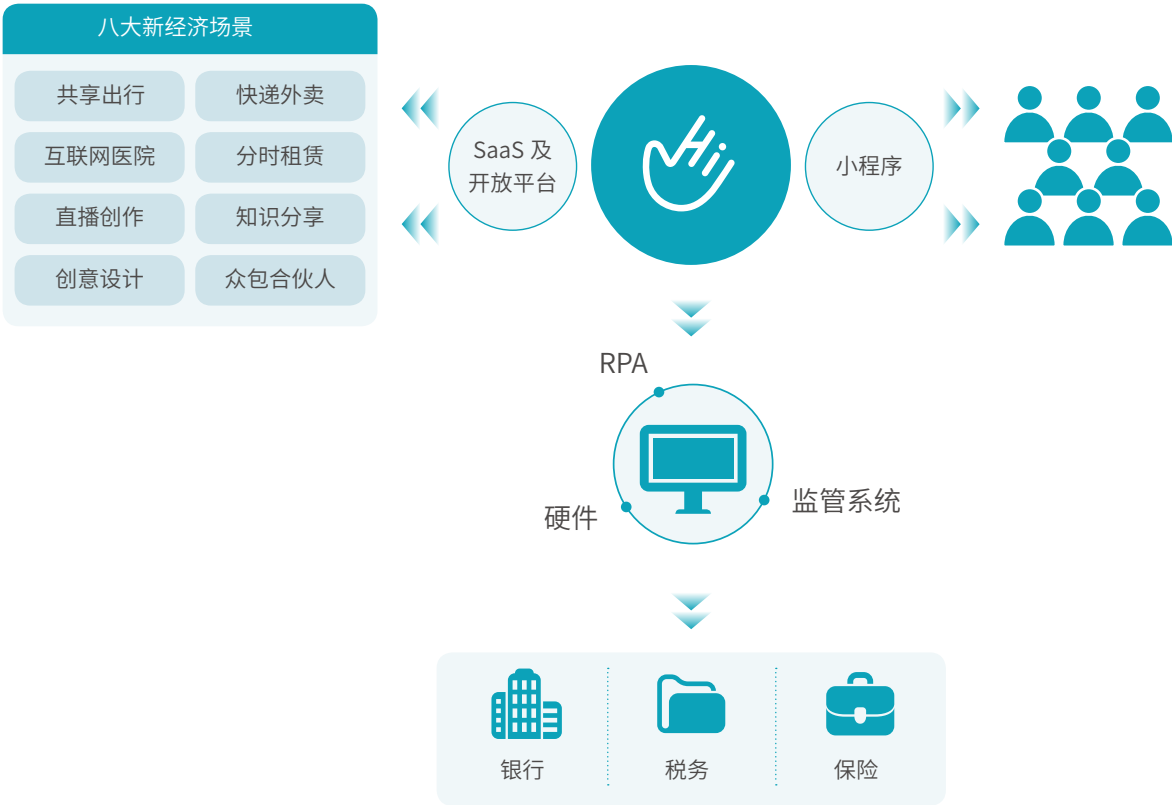 八大新经济场景
共享出行
快递外卖
互联网医院
分时租赁
直播创作
知识分享
创意设计
众包合伙人
SaaS 及
开放平台
Hi
小程序
RPA
硬件
监管系统
银行
税务
保险